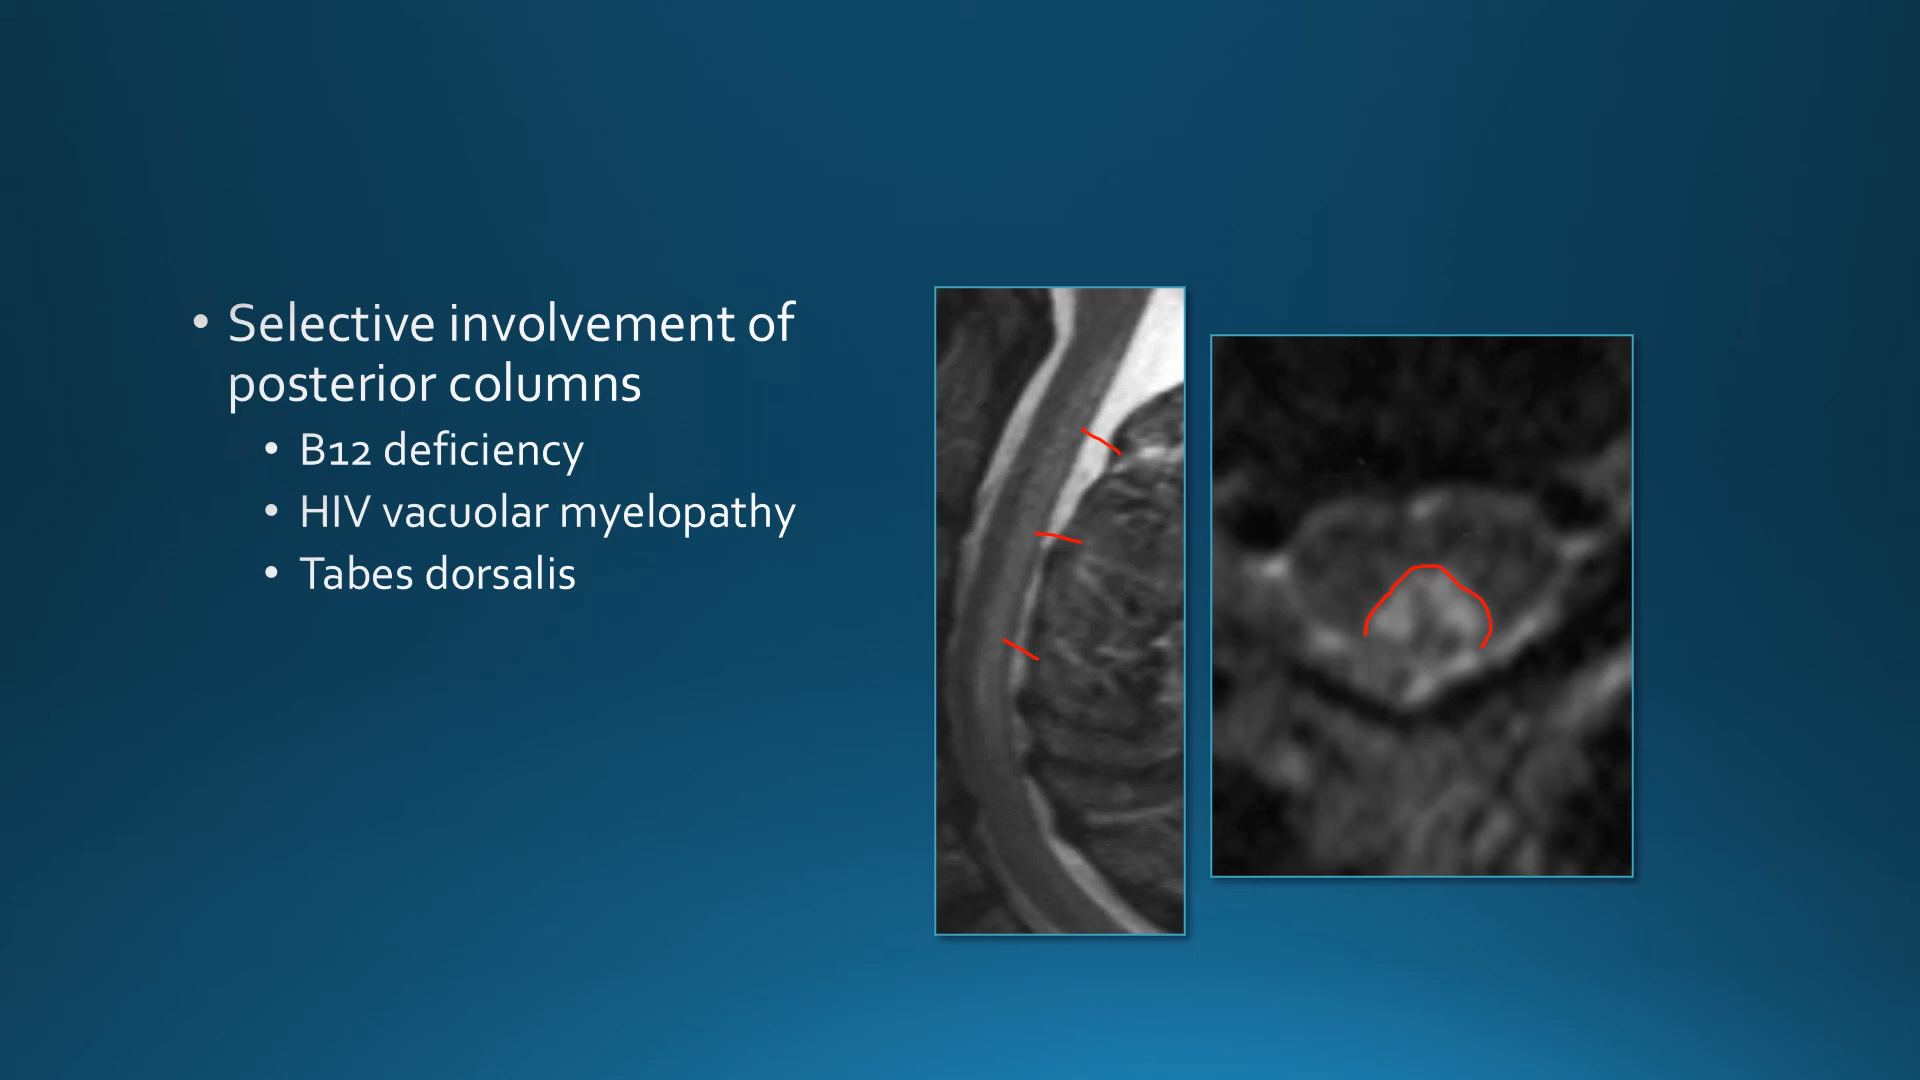 • Selective involvement of
posterior columns
• B12 deficiency
• HIV vacuolar myelopathy
• Tabes dorsalis